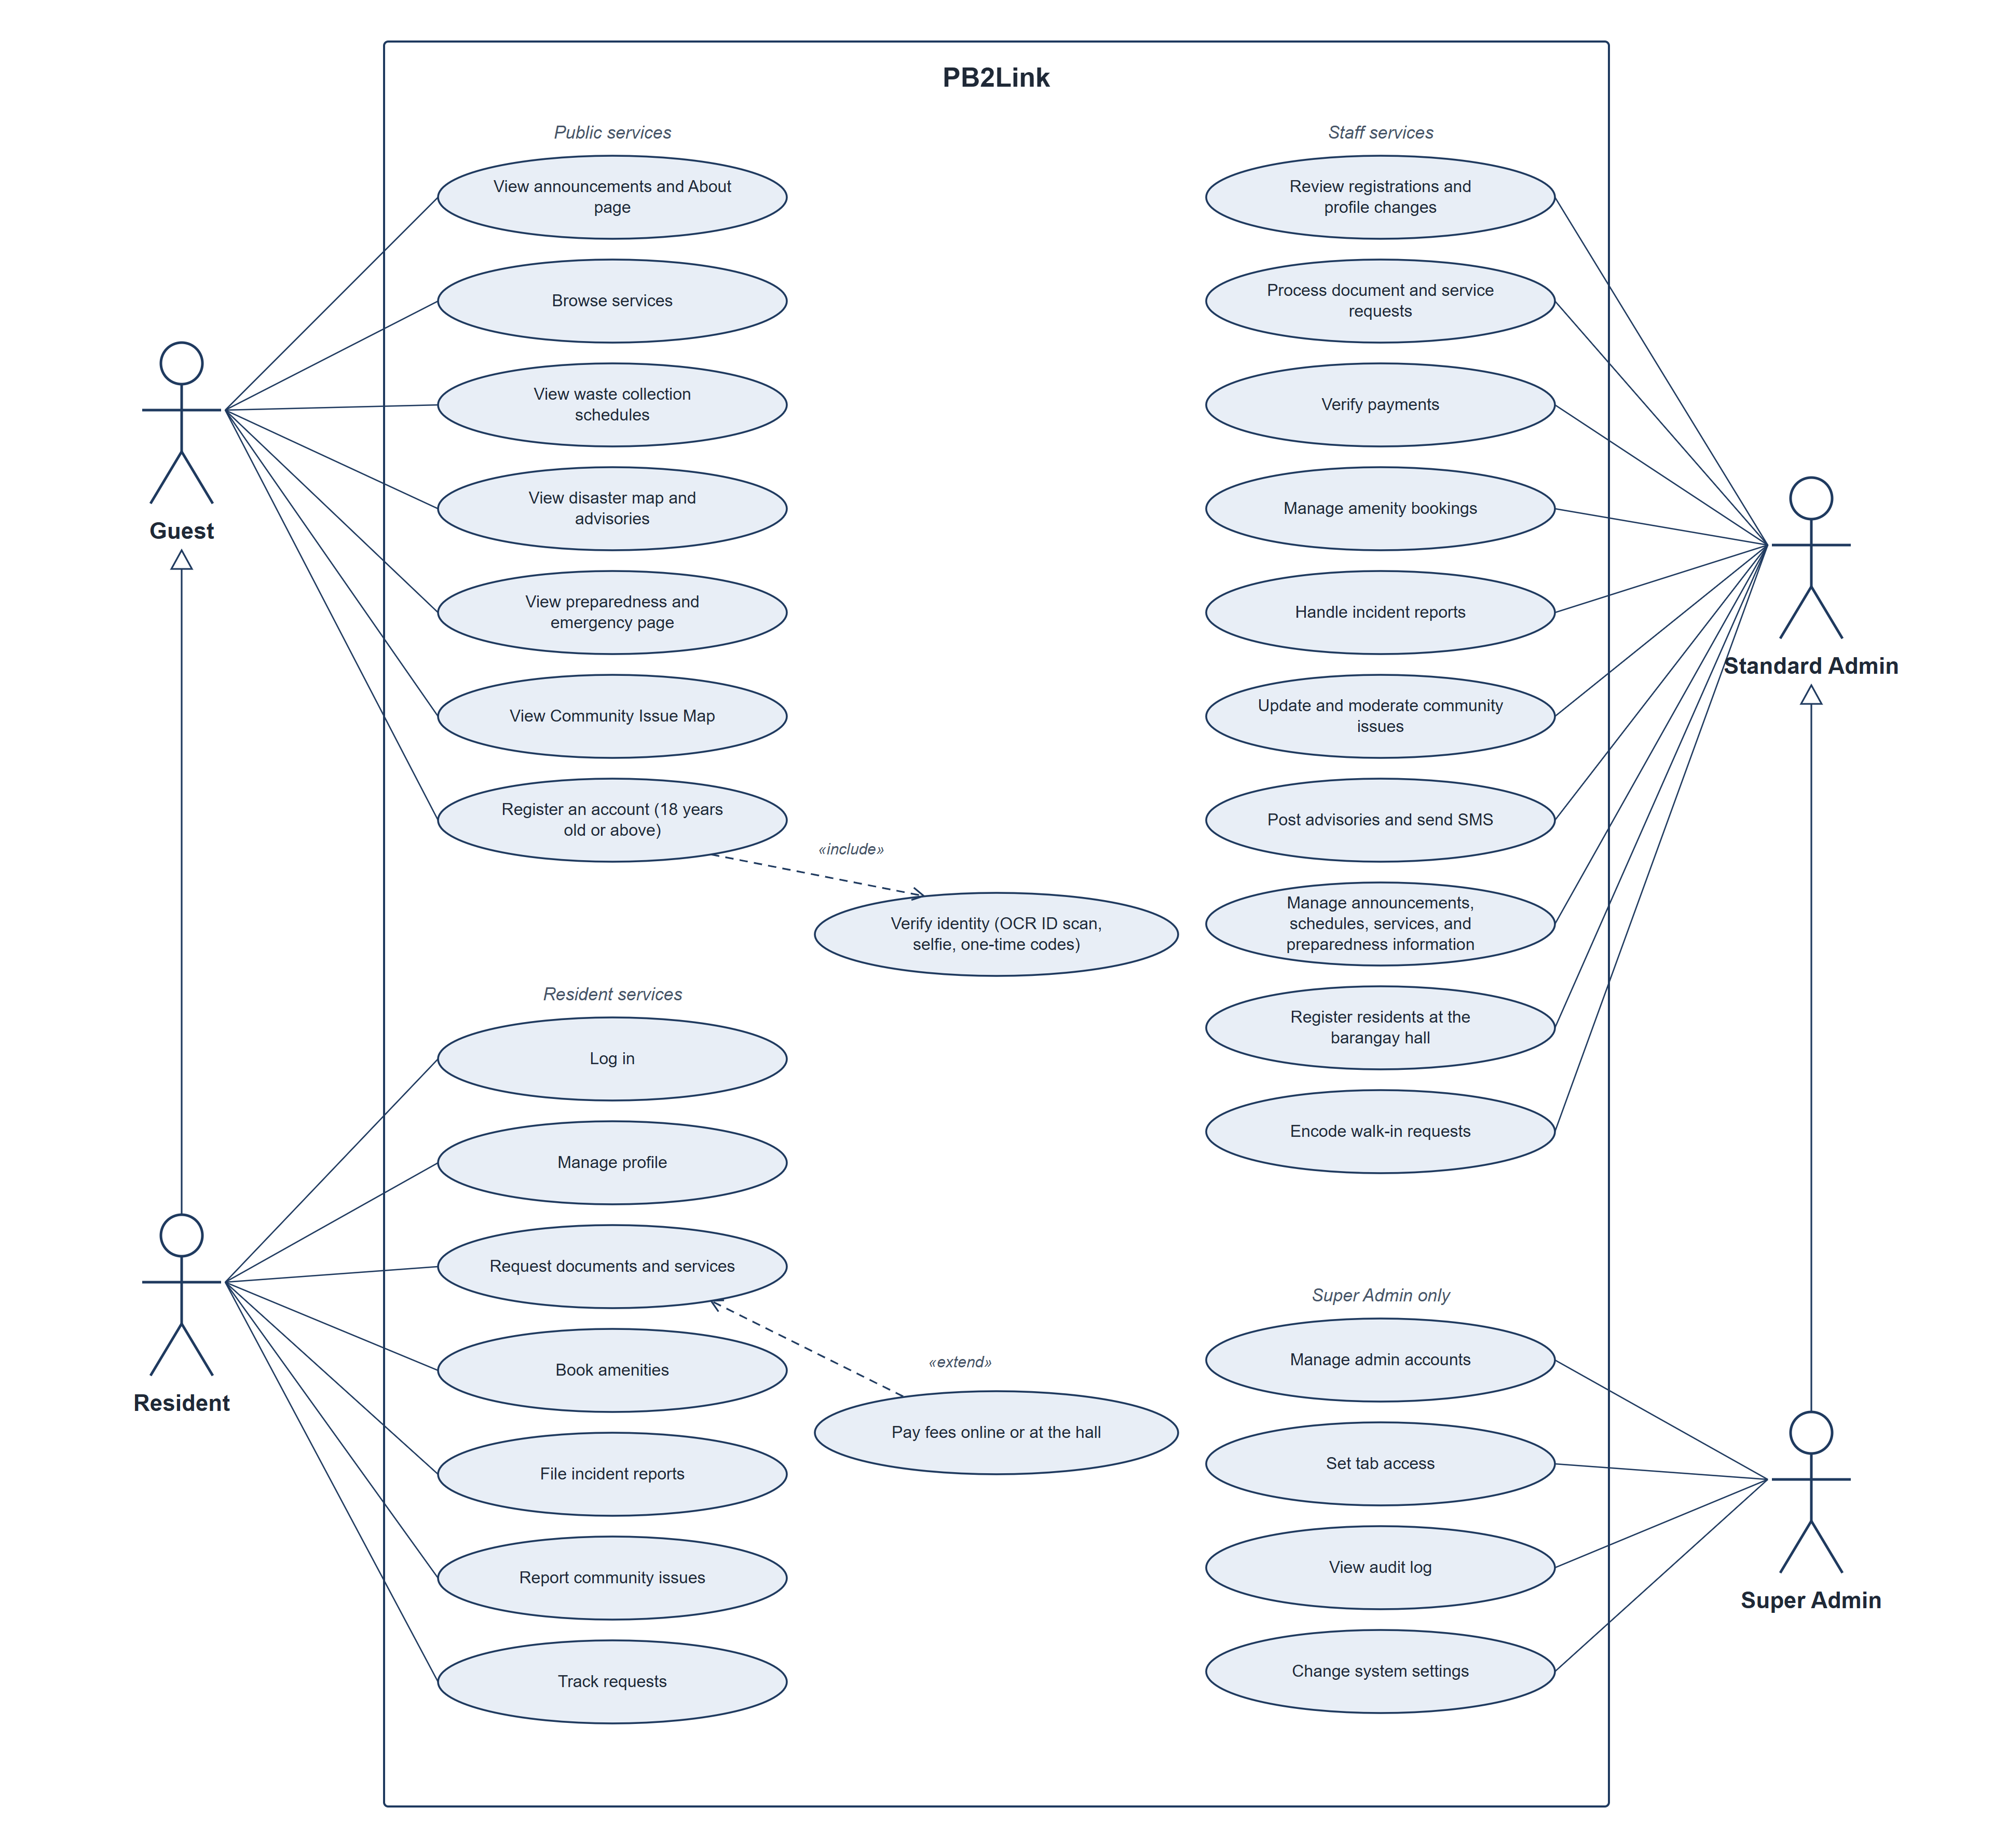 PB2Link
Public services
View announcements and About
page
Browse services
View waste collection
schedules
View disaster map and
advisories
View preparedness and
emergency page
View Community Issue Map
Register an account (18 years
old or above)
«include»
Verify identity (OCR ID scan,
selfie, one-time codes)
Resident services
Log in
Manage profile
Request documents and services
Book amenities
File incident reports
Report community issues
Track requests
«extend»
Pay fees online or at the hall
Staff services
Review registrations and
profile changes
Process document and service
requests
Verify payments
Manage amenity bookings
Handle incident reports
Update and moderate community
issues
Post advisories and send SMS
Manage announcements,
schedules, services, and
preparedness information
Register residents at the
barangay hall
Encode walk-in requests
Super Admin only
Manage admin accounts
Set tab access
View audit log
Change system settings
Guest
Resident
Standard Admin
Super Admin